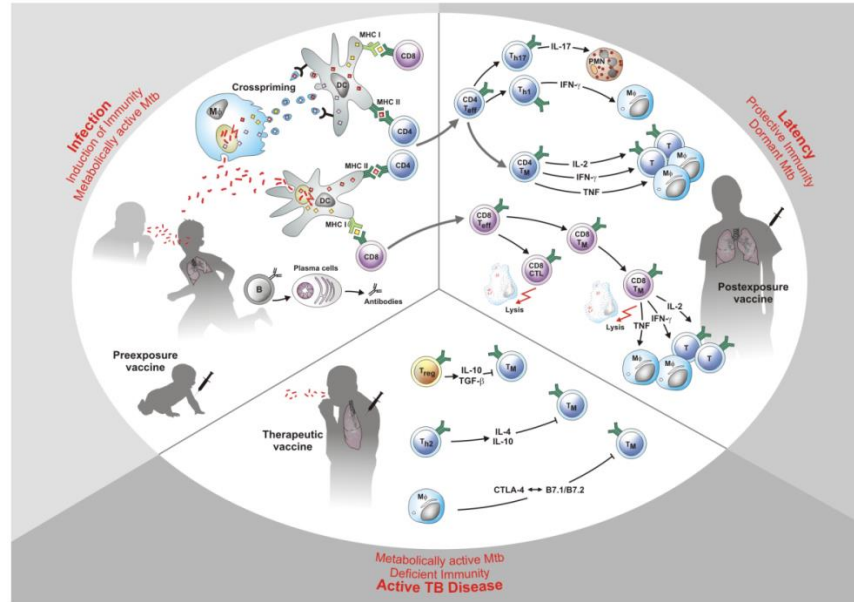 Infection
Induction of Immunity
Metabolically active Mtb
MHC I
CD8
Crosspriming
DC
Mϕ
MHC II
CD4
MHC II
CD4
DC
MHC I
CD8
B
Plasma cells
Antibodies
Preexposure
vaccine
Latency
Protective Immunity
Dormant Mtb
Th17
IL-17
PMN
CD4
Teff
Th1
IFN-γ
Mϕ
CD4
TM
IL-2
IFN-γ
TNF
T
T
Mϕ
Mϕ
CD8
Teff
CD8
TM
CD8
CTL
Lysis
CD8
TM
Lysis
TNF
IFN-γ
IL-2
T
T
Mϕ
Mϕ
Postexposure
vaccine
Therapeutic
vaccine
Treg
IL-10
TGF-β
TM
Th2
IL-4
IL-10
TM
Mϕ
CTLA-4
B7.1/B7.2
TM
Metabolically active Mtb
Deficient Immunity
Active TB Disease